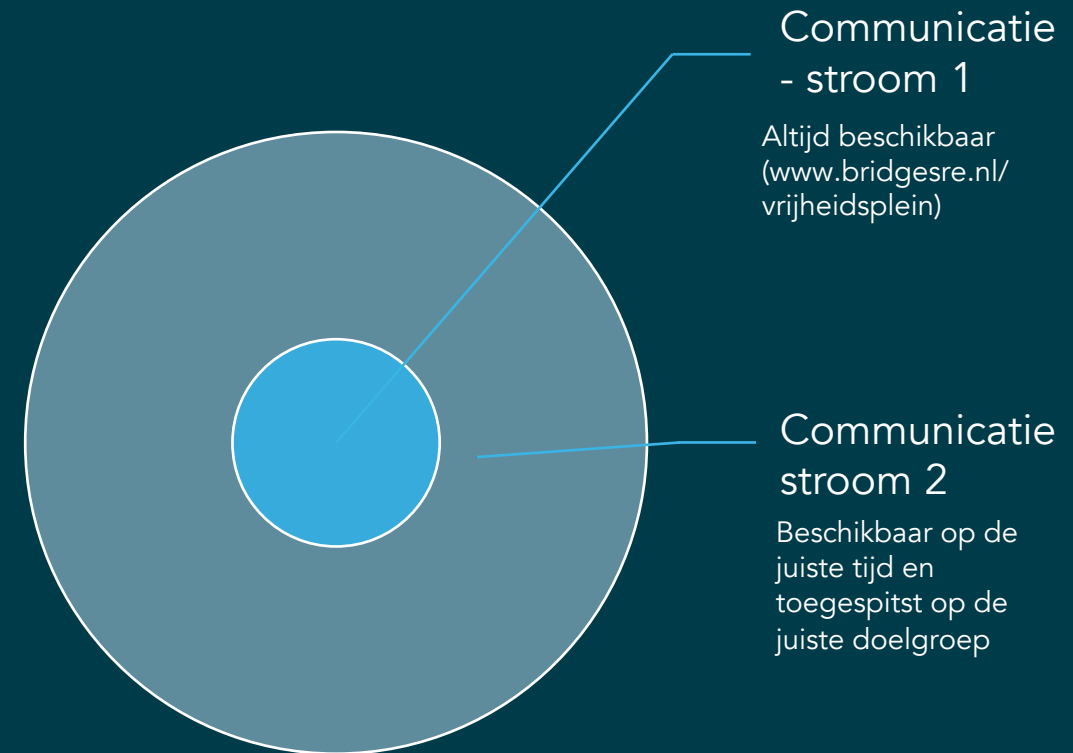 Communicatie
- stroom 1
Altijd beschikbaar
(www.bridgesre.nl/
vrijheidsplein)
Communicatie
stroom 2
Beschikbaar op de
juiste tijd en
toegespitst op de
juiste doelgroep